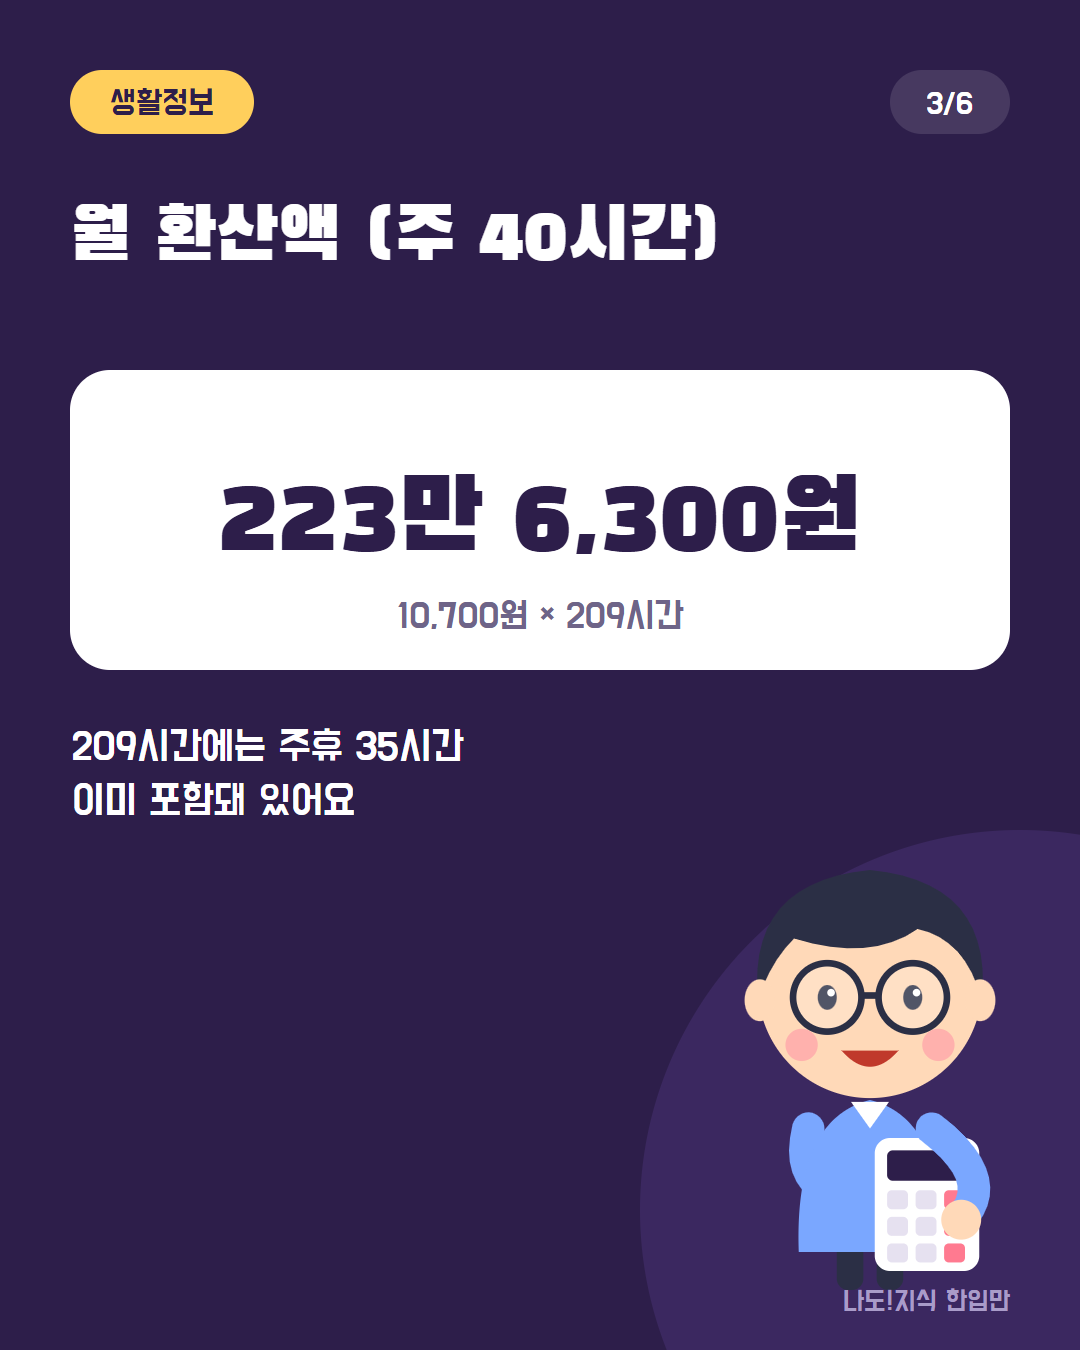 생활정보
3/6
월 환산액 (주 40시간)
223만 6,300원
10,700원 × 209시간
209시간에는 주휴 35시간
이미 포함돼 있어요
나도!지식 한입만